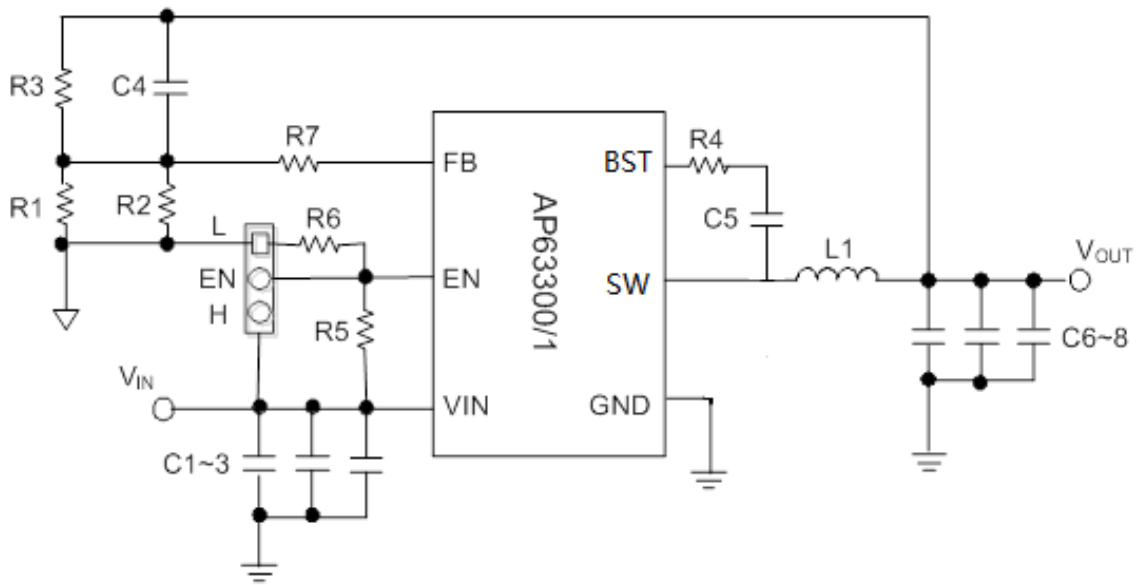 R3
C4
R7
R4
FB
BST
R1
R2
L
R6
C5
AP63300/1
EN
EN
SW
L1
VOUT
H
R5
C6~8
VIN
VIN
GND
C1~3